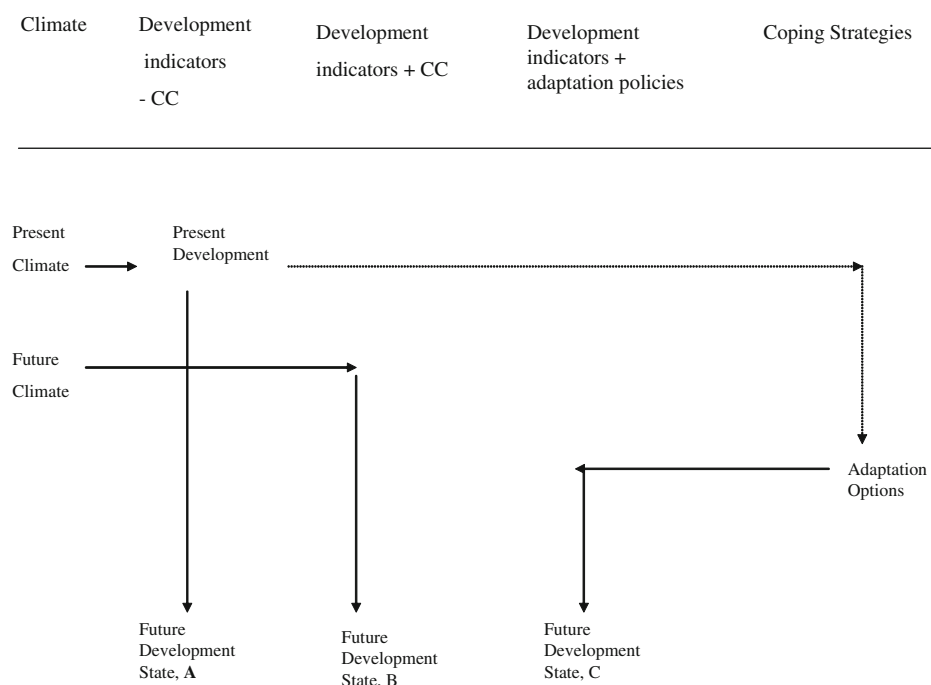 Climate
Development
indicators
- CC
Development
indicators + CC
Development
indicators +
adaptation policies
Coping Strategies
Present
Climate
Present
Development
Future
Climate
Adaptation
Options
Future
Development
State, A
Future
Development
State, B
Future
Development
State, C